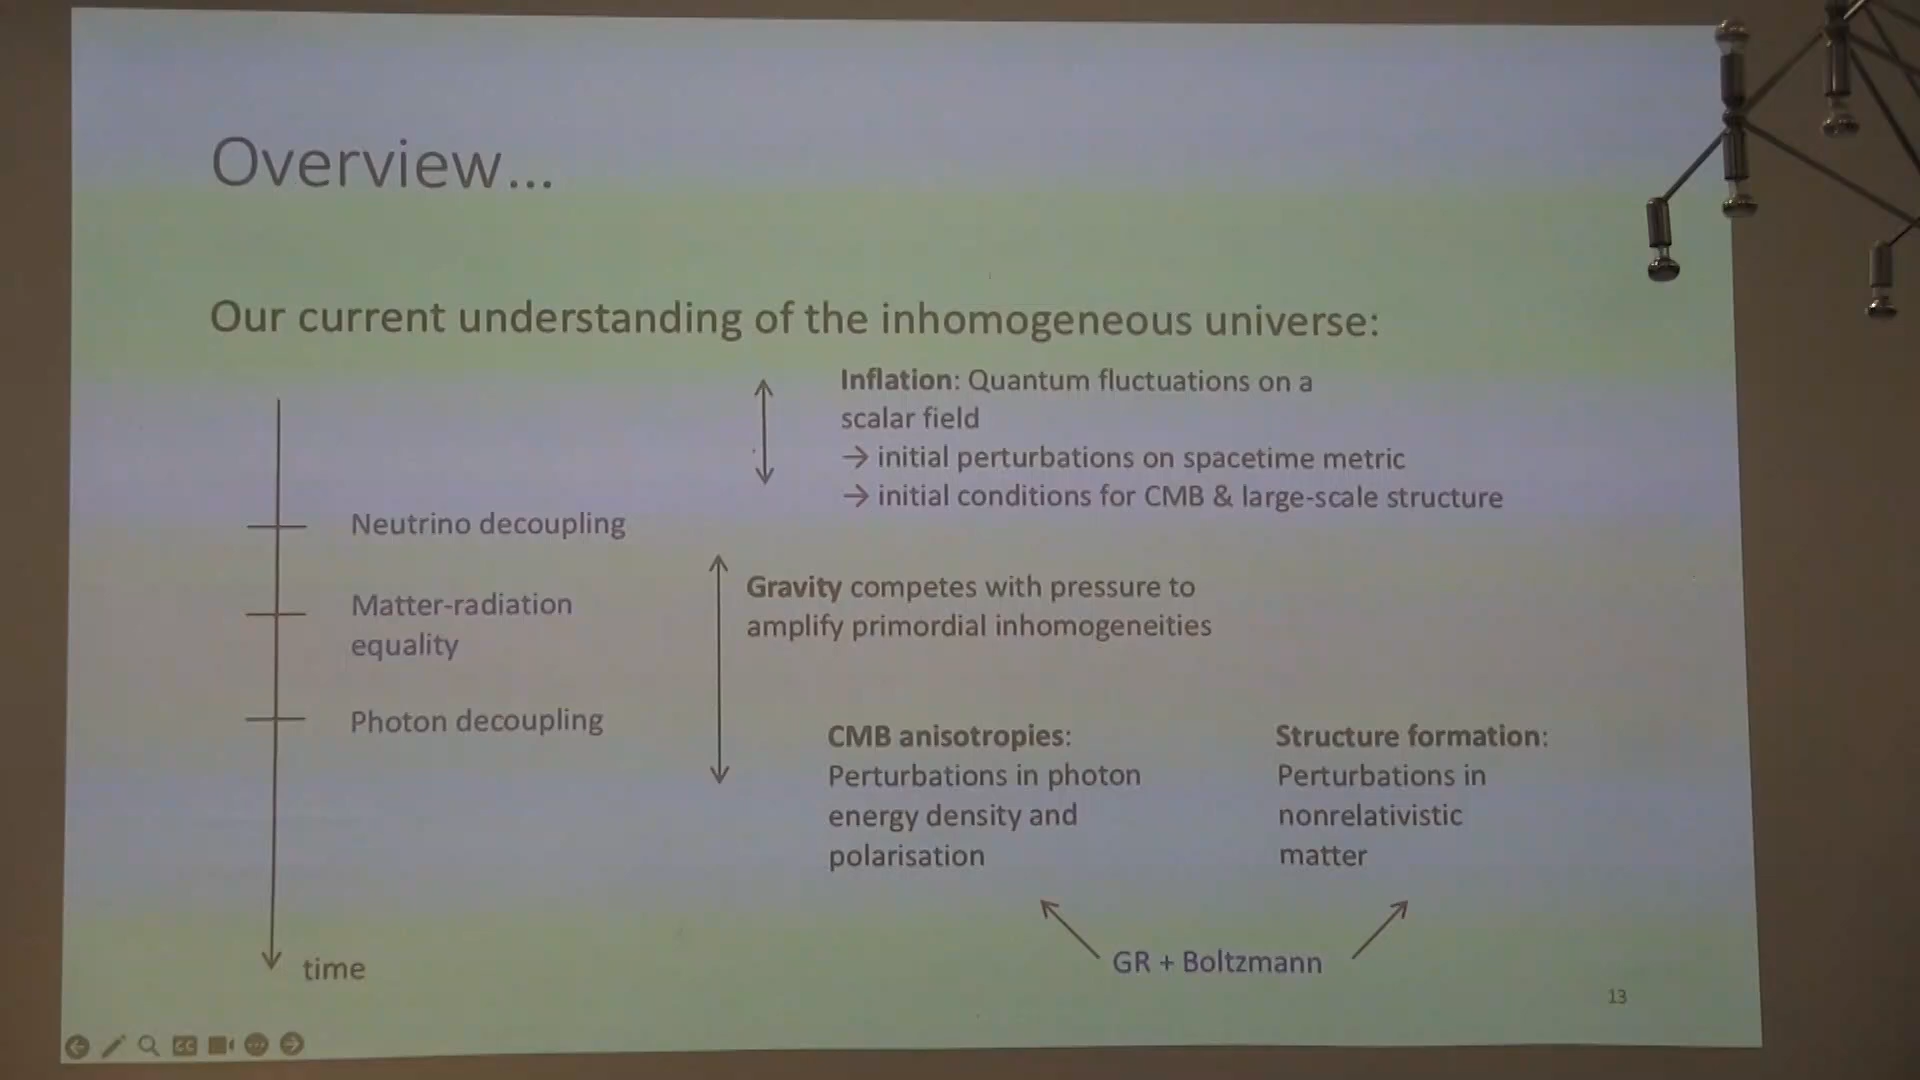 Overview...
Our current understanding of the inhomogeneous universe:
Inflation: Quantum fluctuations on a
scalar field
→ initial perturbations on spacetime metric
→ initial conditions for CMB & large-scale structure
Neutrino decoupling
Matter-radiation
equality
Photon decoupling
time
Gravity competes with pressure to
amplify primordial inhomogeneities
CMB anisotropies:
Perturbations in photon
energy density and
polarisation
Structure formation:
Perturbations in
nonrelativistic
matter
GR + Boltzmann
13
CC